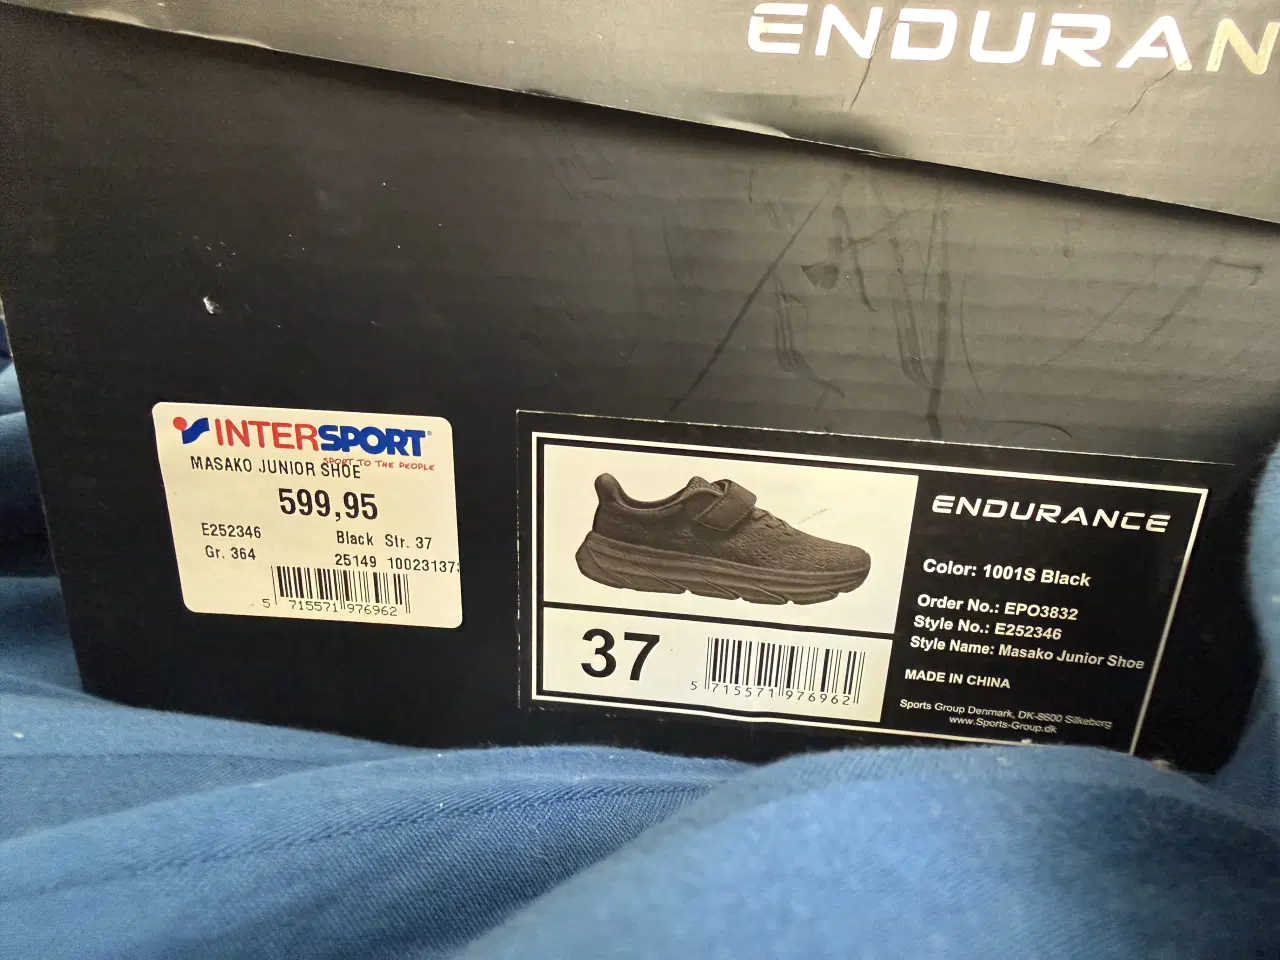 ENDURAN
INTERSPORT
SPORT TO THE PEOPLE
MASAKO JUNIOR SHOE
599,95
E252346
Black Str. 37
Gr. 364
25149 10023137
5 715571 976962
ENDURANCE
Color: 1001S Black
Order No.: EPO3832
Style No.: E252346
Style Name: Masako Junior Shoe
MADE IN CHINA
Sports Group Denmark, DK-8600 Silkeborg
www.Sports-Group.dk
37
5 715571 976962